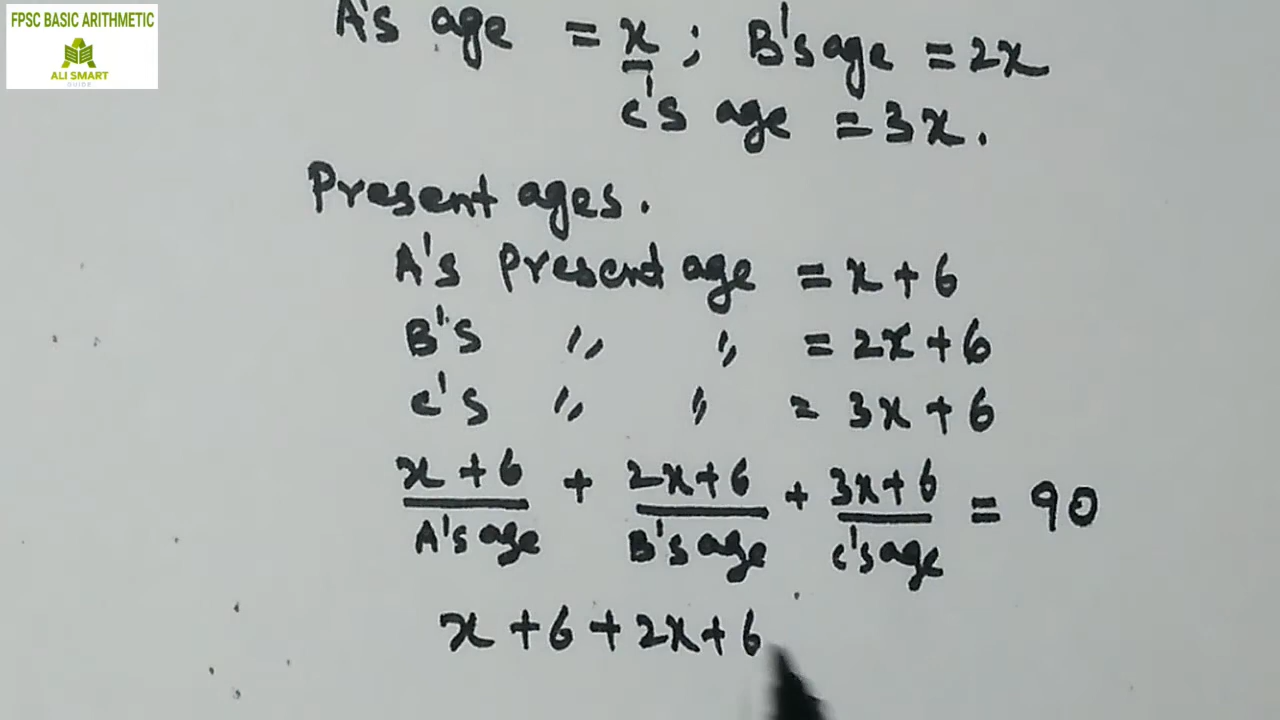 FPSC BASIC ARITHMETIC
ALI SMART
GUIDE
A's age = x ; B's age = 2x
C's age = 3x.
Present ages.
A's Present age = x + 6
B's 〃 〃 = 2x + 6
C's 〃 〃 = 3x + 6
x + 6 + 2x + 6 + 3x + 6 = 90
A's age B's age C's age
x + 6 + 2x + 6